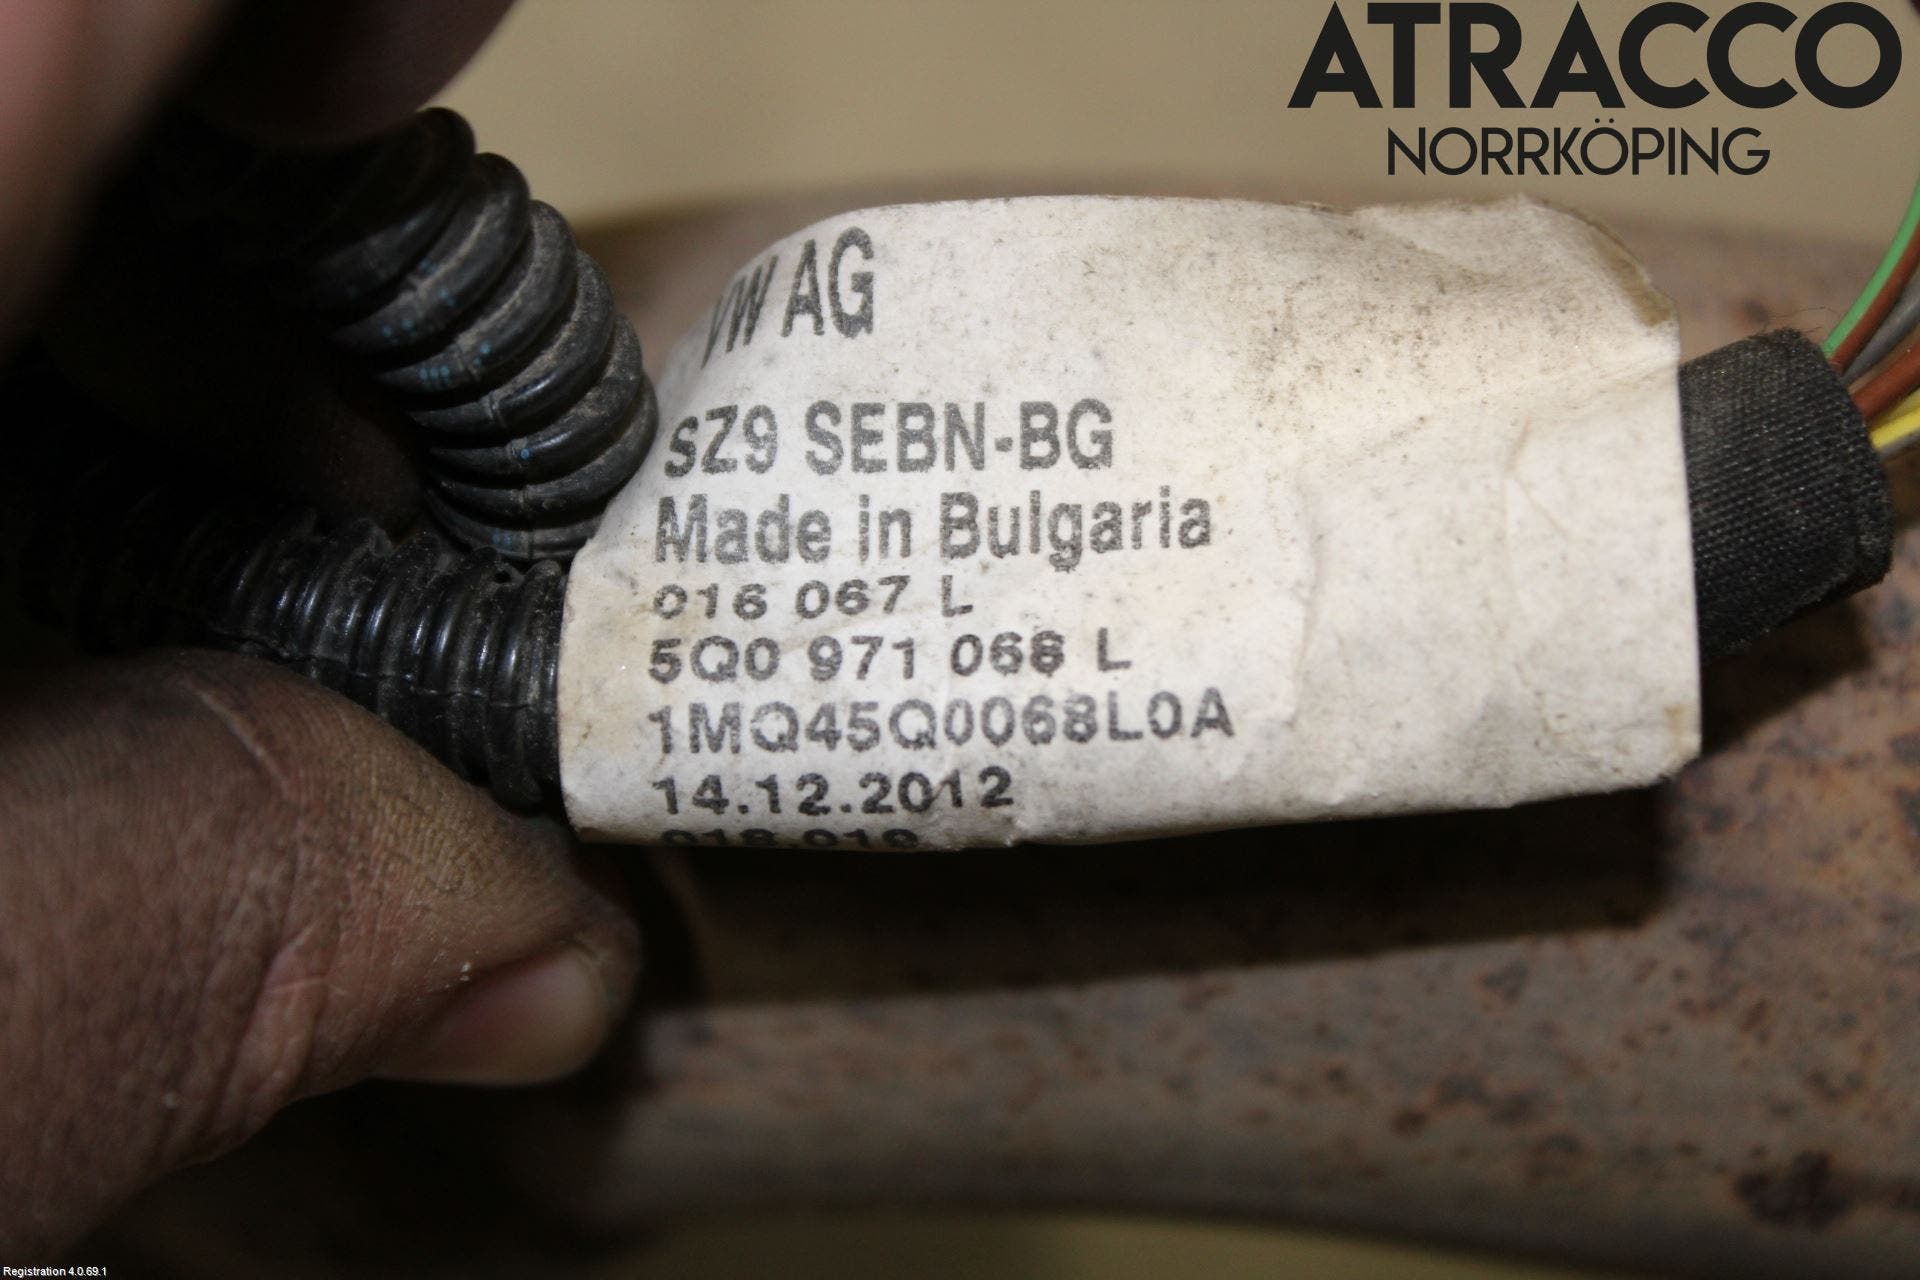 ATRACCO
NORRKÖPING
VW AG
SZ9 SEBN-BG
Made in Bulgaria
016 067 L
5Q0 971 068 L
1MQ45Q0068L0A
14.12.2012
Registration 4.0.69.1